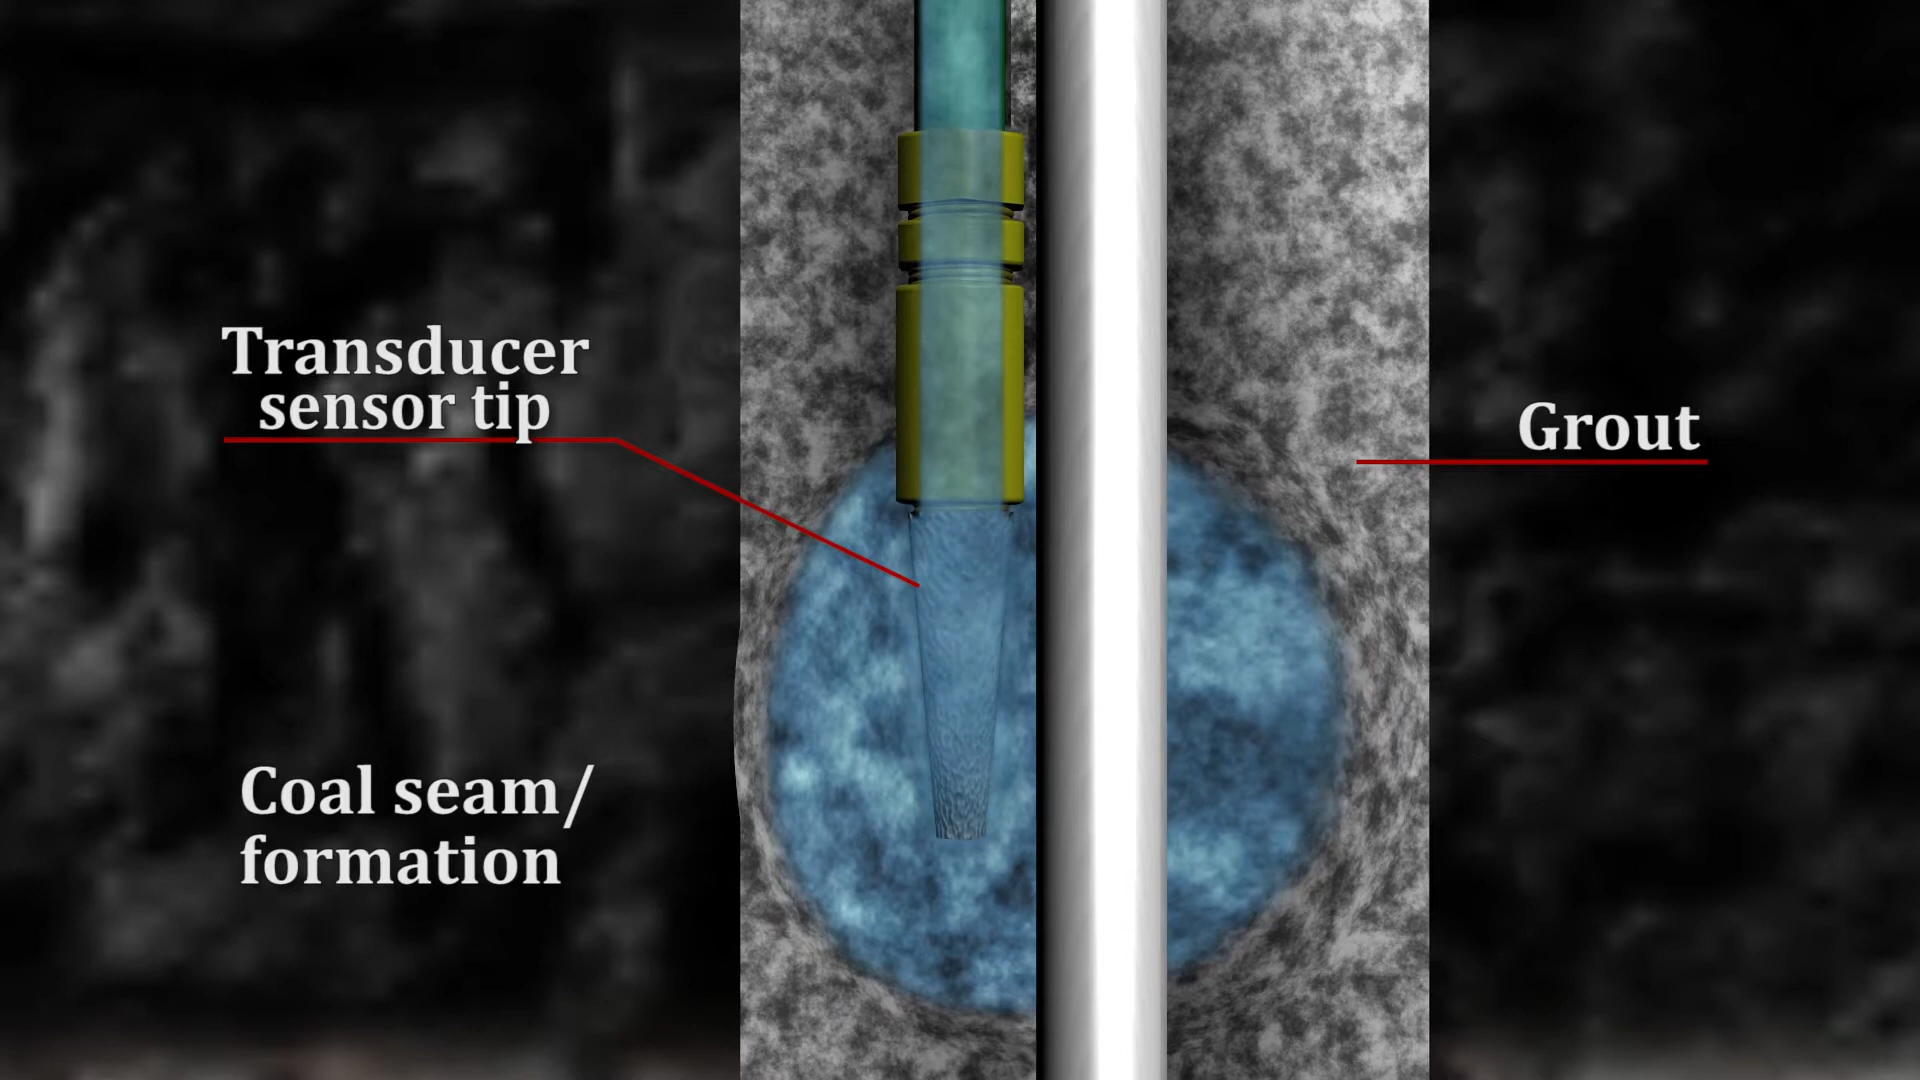 Transducer
sensor tip
Grout
Coal seam/
formation